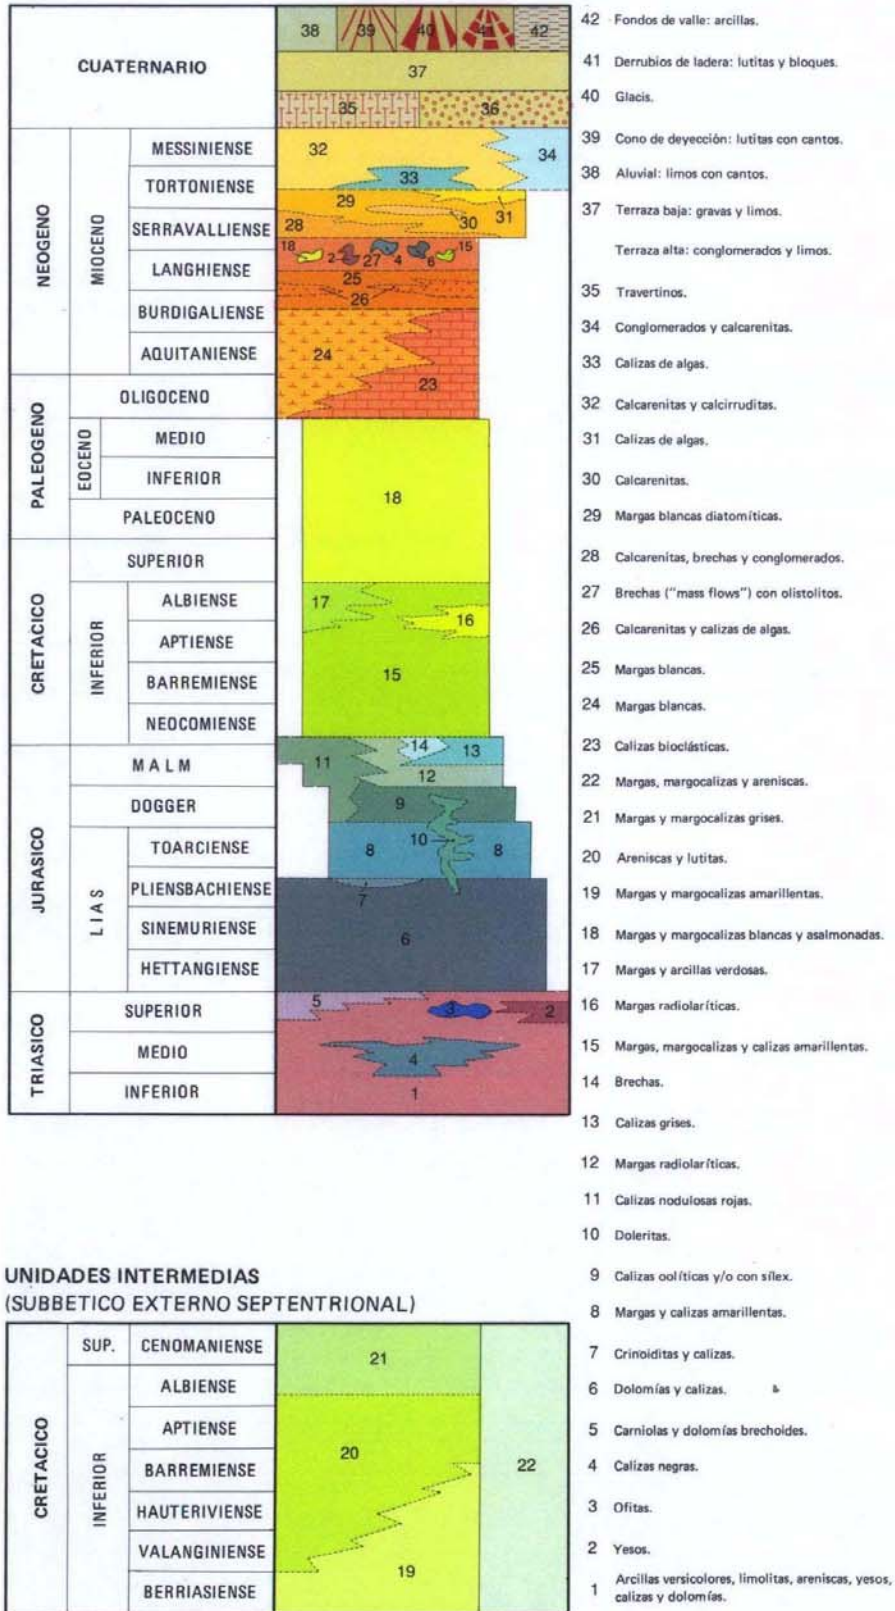 CUATERNARIO
38 39 40 41 42
37
35 36
NEOGENO
MIOCENO
MESSINIENSE
TORTONIENSE
SERRAVALLIENSE
LANGHIENSE
BURDIGALIENSE
AQUITANIENSE
32 34
33
29
28 30 31
18 2 27 4 6 15
25
26
24
23
PALEOGENO
OLIGOCENO
EOCENO
MEDIO
INFERIOR
PALEOCENO
18
CRETACICO
SUPERIOR
INFERIOR
ALBIENSE
APTIENSE
BARREMIENSE
NEOCOMIENSE
17
16
15
JURASICO
MALM
DOGGER
LIAS
TOARCIENSE
PLIENSBACHIENSE
SINEMURIENSE
HETTANGIENSE
11 14 13
12
9
10
8 8
7
6
TRIASICO
SUPERIOR
MEDIO
INFERIOR
5 3 2
4
1
42 Fondos de valle: arcillas.
41 Derrubios de ladera: lutitas y bloques.
40 Glacis.
39 Cono de deyección: lutitas con cantos.
38 Aluvial: limos con cantos.
37 Terraza baja: gravas y limos.
Terraza alta: conglomerados y limos.
35 Travertinos.
34 Conglomerados y calcarenitas.
33 Calizas de algas.
32 Calcarenitas y calcirruditas.
31 Calizas de algas.
30 Calcarenitas.
29 Margas blancas diatomíticas.
28 Calcarenitas, brechas y conglomerados.
27 Brechas ("mass flows") con olistolitos.
26 Calcarenitas y calizas de algas.
25 Margas blancas.
24 Margas blancas.
23 Calizas bioclásticas.
22 Margas, margocalizas y areniscas.
21 Margas y margocalizas grises.
20 Areniscas y lutitas.
19 Margas y margocalizas amarillentas.
18 Margas y margocalizas blancas y asalmonadas.
17 Margas y arcillas verdosas.
16 Margas radiolaríticas.
15 Margas, margocalizas y calizas amarillentas.
14 Brechas.
13 Calizas grises.
12 Margas radiolaríticas.
11 Calizas nodulosas rojas.
10 Doleritas.
9 Calizas oolíticas y/o con sílex.
8 Margas y calizas amarillentas.
7 Crinoiditas y calizas.
6 Dolomías y calizas.
5 Carniolas y dolomías brechoides.
4 Calizas negras.
3 Ofitas.
2 Yesos.
1 Arcillas versicolores, limolitas, areniscas, yesos,
calizas y dolomías.
UNIDADES INTERMEDIAS
(SUBBETICO EXTERNO SEPTENTRIONAL)
CRETACICO
SUP.
CENOMANIENSE
INFERIOR
ALBIENSE
APTIENSE
BARREMIENSE
HAUTERIVIENSE
VALANGINIENSE
BERRIASIENSE
21
20
22
19